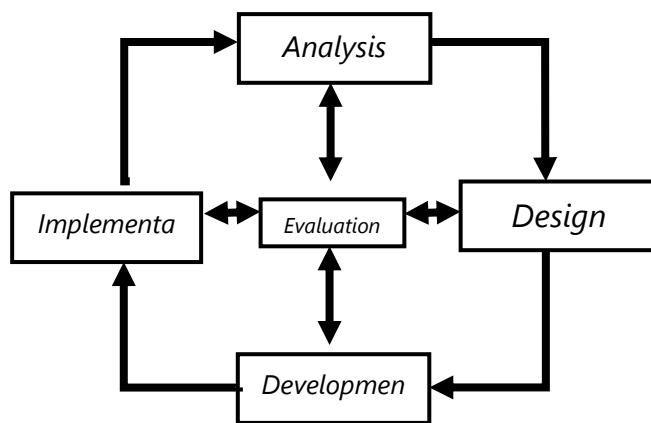 Analysis
Implementa
Evaluation
Design
Developmen